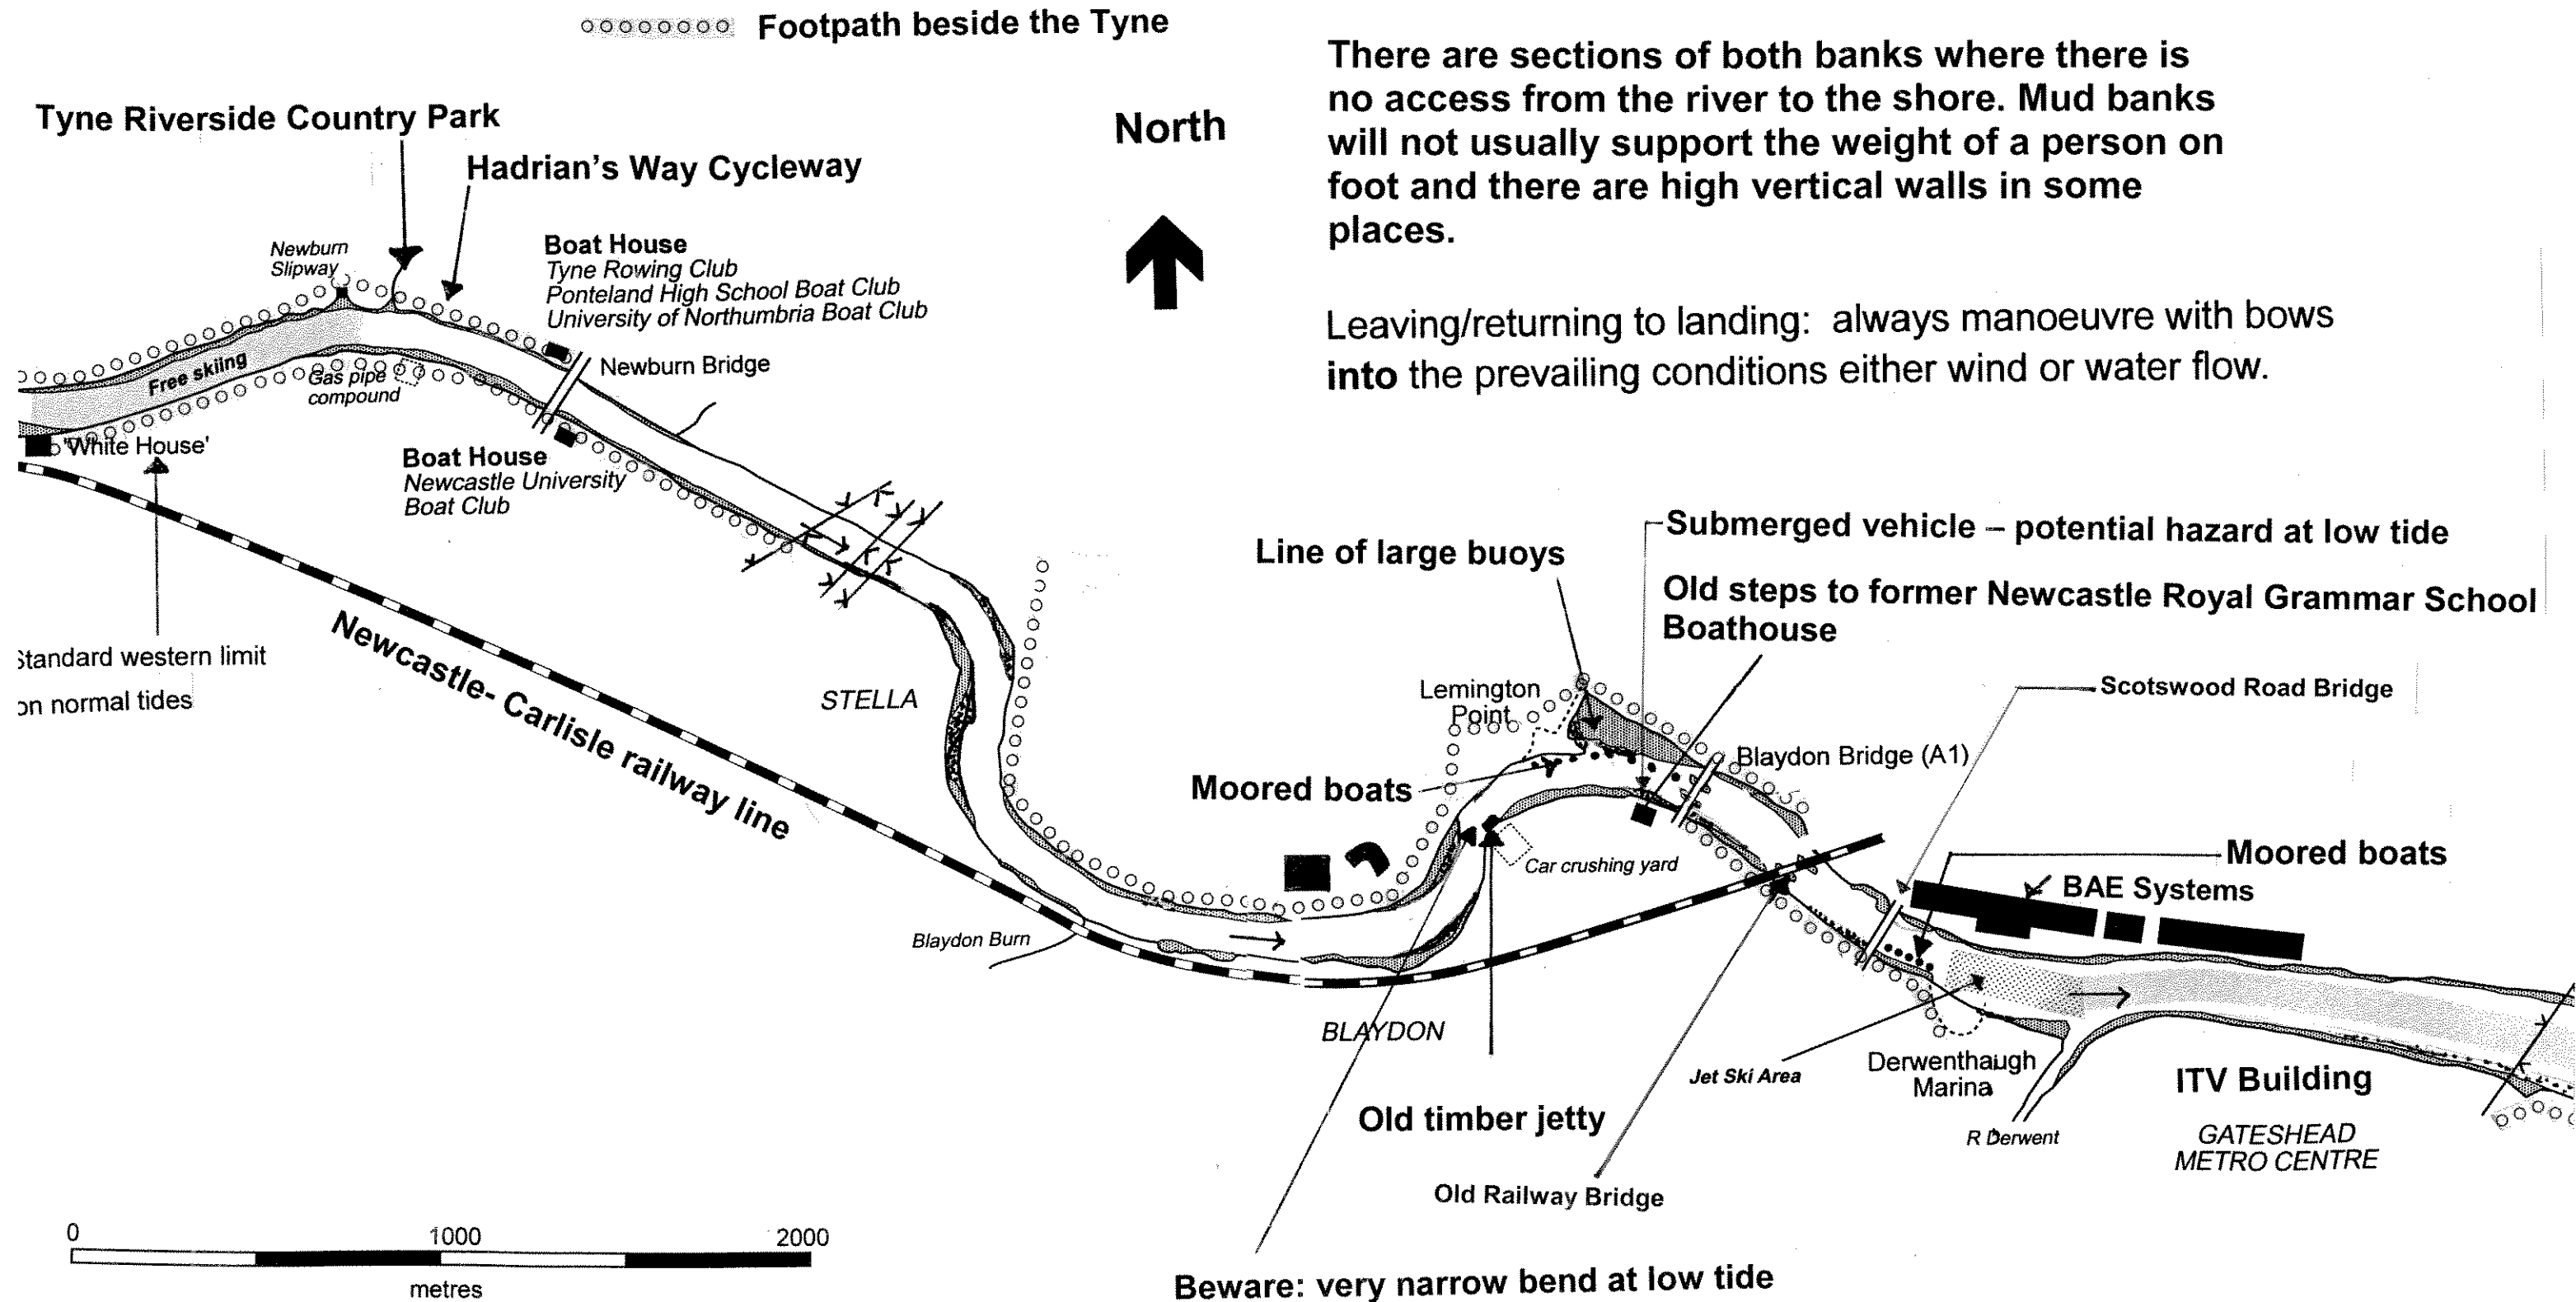 Footpath beside the Tyne
There are sections of both banks where there is
no access from the river to the shore. Mud banks
will not usually support the weight of a person on
foot and there are high vertical walls in some
places.
Tyne Riverside Country Park
North
Hadrian's Way Cycleway
Newburn
Slipway
Boat House
Tyne Rowing Club
Ponteland High School Boat Club
University of Northumbria Boat Club
Leaving/returning to landing: always manoeuvre with bows
into the prevailing conditions either wind or water flow.
Newburn Bridge
Free skiing
Gas pipe
compound
'White House'
Boat House
Newcastle University
Boat Club
Submerged vehicle – potential hazard at low tide
Line of large buoys
Old steps to former Newcastle Royal Grammar School
Boathouse
Standard western limit
on normal tides
Newcastle- Carlisle railway line
STELLA
Lemington
Point
Scotswood Road Bridge
Blaydon Bridge (A1)
Moored boats
Car crushing yard
Moored boats
BAE Systems
Blaydon Burn
BLAYDON
Jet Ski Area
Derwenthaugh
Marina
ITV Building
Old timber jetty
R Derwent
GATESHEAD
METRO CENTRE
Old Railway Bridge
0 1000 2000
metres
Beware: very narrow bend at low tide